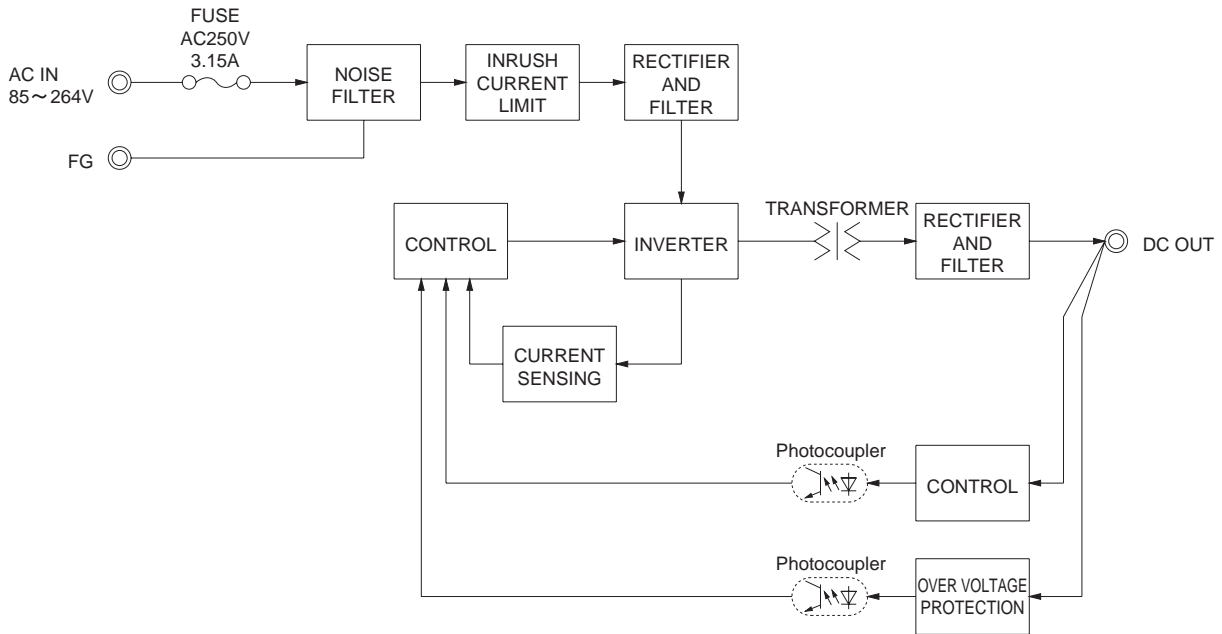 FUSE
AC250V
3.15A
AC IN
85～264V
NOISE
FILTER
INRUSH
CURRENT
LIMIT
RECTIFIER
AND
FILTER
FG
CONTROL
INVERTER
TRANSFORMER
RECTIFIER
AND
FILTER
DC OUT
CURRENT
SENSING
Photocoupler
CONTROL
Photocoupler
OVER VOLTAGE
PROTECTION